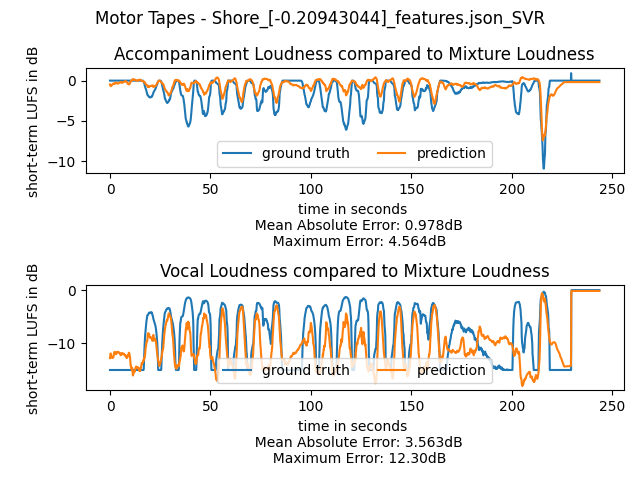 Motor Tapes - Shore_[-0.20943044]_features.json_SVR
Accompaniment Loudness compared to Mixture Loudness
short-term LUFS in dB
0
−5
−10
ground truth
prediction
0
50
100
150
200
250
time in seconds
Mean Absolute Error: 0.978dB
Maximum Error: 4.564dB
Vocal Loudness compared to Mixture Loudness
short-term LUFS in dB
0
−10
ground truth
prediction
0
50
100
150
200
250
time in seconds
Mean Absolute Error: 3.563dB
Maximum Error: 12.30dB